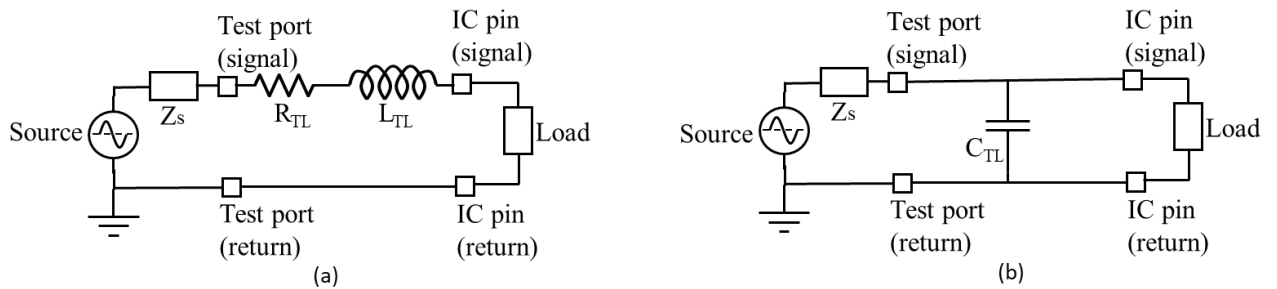 Test port
(signal)
IC pin
(signal)
Zs
RTL
LTL
Source
Load
Test port
(return)
IC pin
(return)
(a)
Test port
(signal)
IC pin
(signal)
Zs
Source
CTL
Load
Test port
(return)
IC pin
(return)
(b)